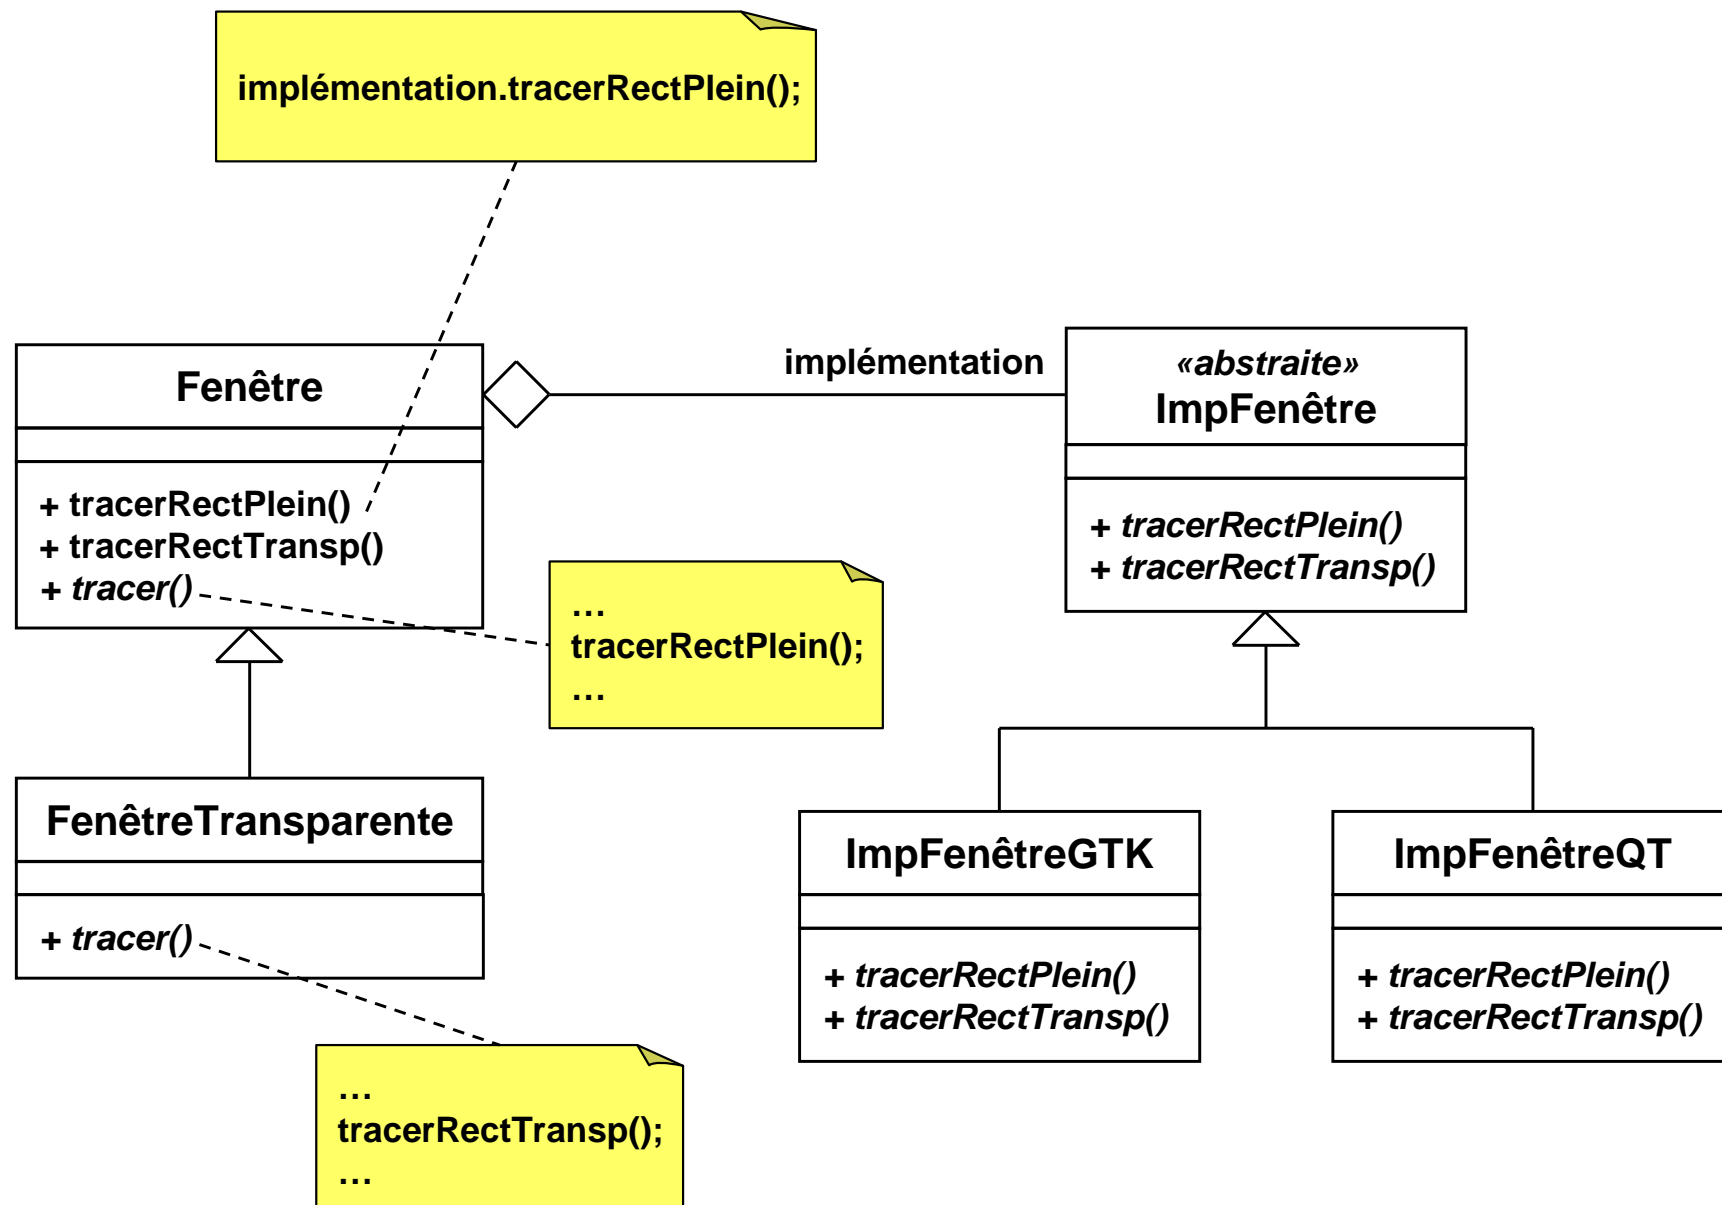 implémentation.tracerRectPlein();
Fenêtre
+ tracerRectPlein()
+ tracerRectTransp()
+ tracer()
implémentation
«abstraite»
ImpFenêtre
+ tracerRectPlein()
+ tracerRectTransp()
…
tracerRectPlein();
…
FenêtreTransparente
+ tracer()
ImpFenêtreGTK
+ tracerRectPlein()
+ tracerRectTransp()
ImpFenêtreQT
+ tracerRectPlein()
+ tracerRectTransp()
…
tracerRectTransp();
…